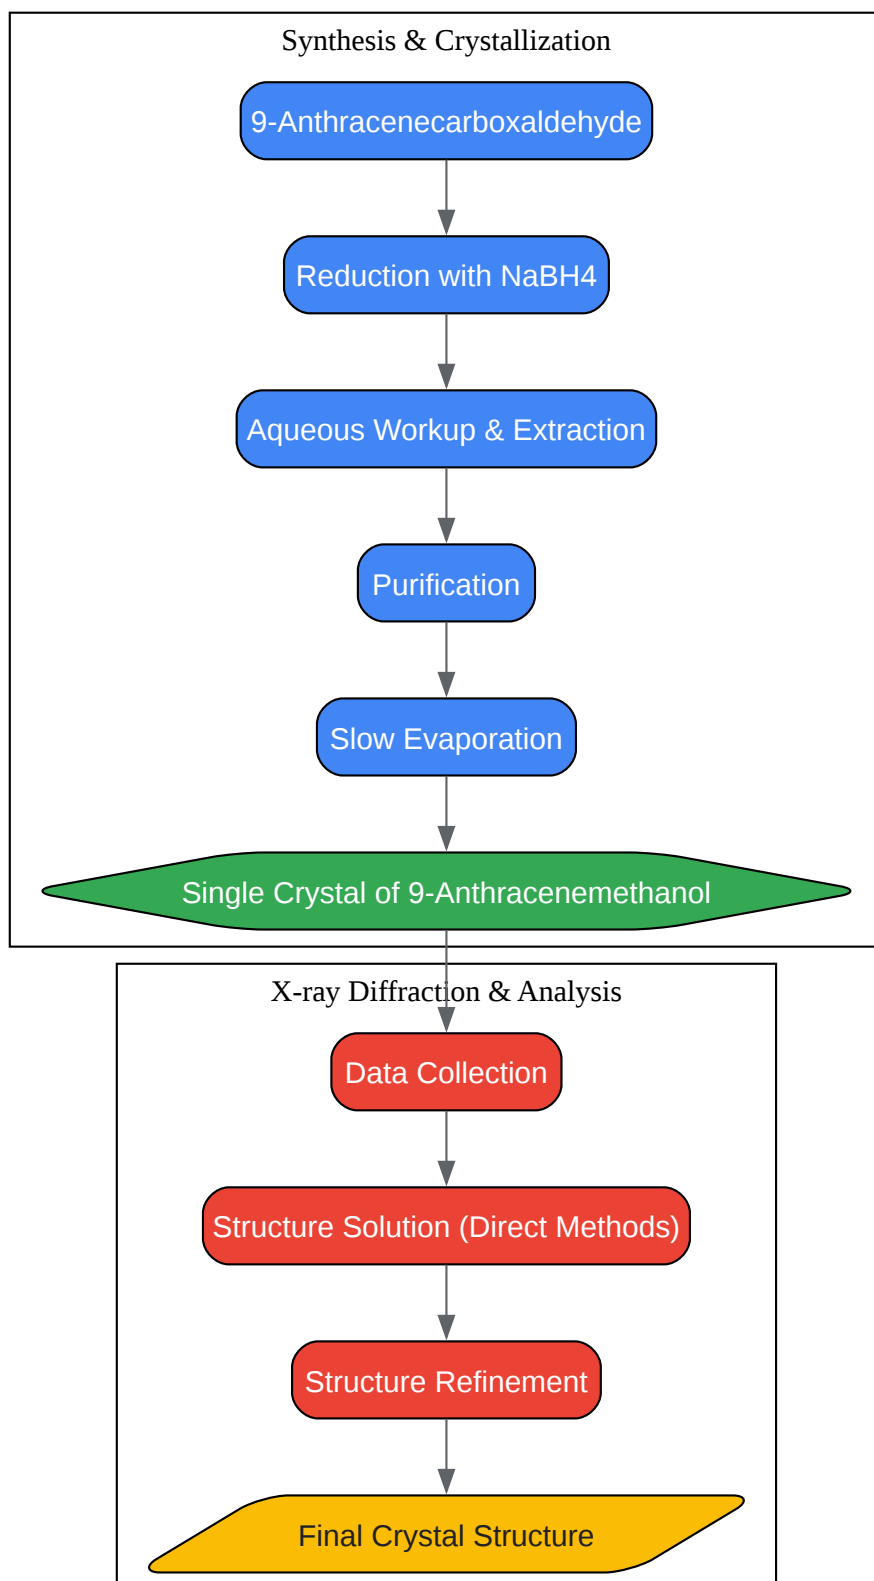 Synthesis & Crystallization
9-Anthracenecarboxaldehyde
Reduction with NaBH4
Aqueous Workup & Extraction
Purification
Slow Evaporation
Single Crystal of 9-Anthracenemethanol
X-ray Diffraction & Analysis
Data Collection
Structure Solution (Direct Methods)
Structure Refinement
Final Crystal Structure